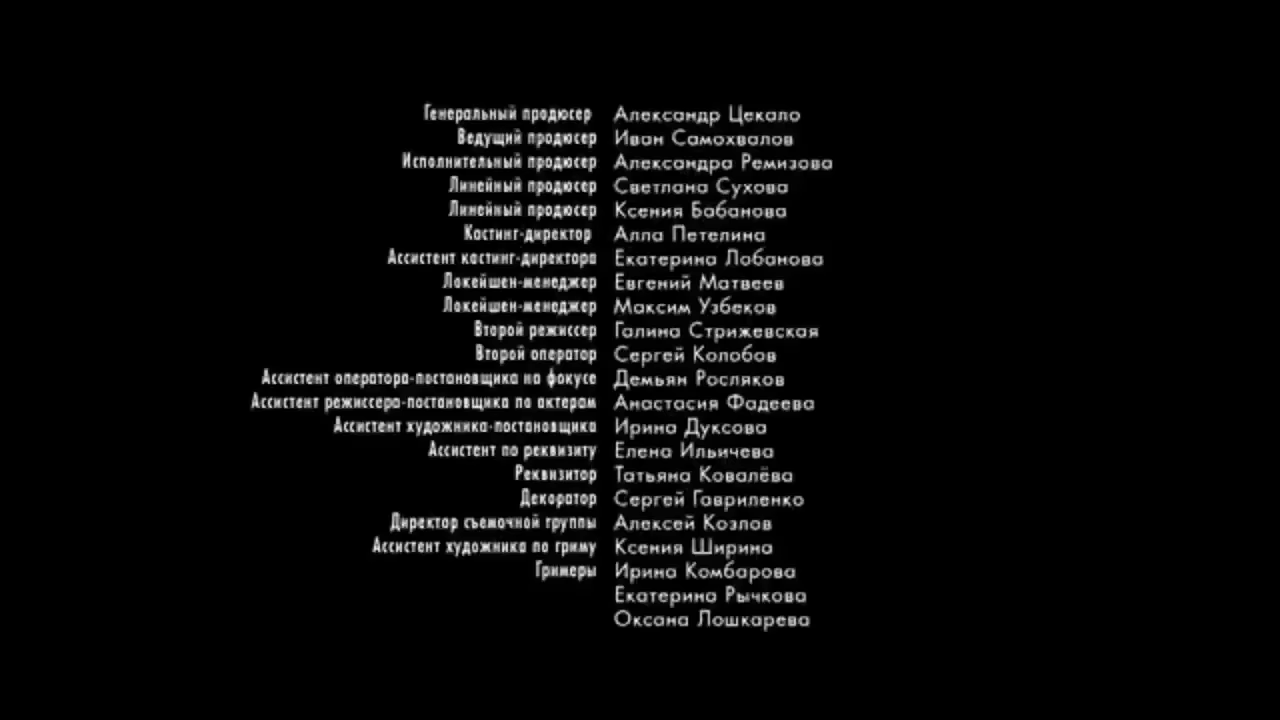 Генеральный продюсер Александр Цекало
Ведущий продюсер Иван Самохвалов
Исполнительный продюсер Александра Ремизова
Линейный продюсер Светлана Сухова
Линейный продюсер Ксения Бабанова
Кастинг-директор Алла Петелина
Ассистент кастинг-директора Екатерина Лобанова
Локейшен-менеджер Евгений Матвеев
Локейшен-менеджер Максим Узбеков
Второй режиссер Галина Стрижевская
Второй оператор Сергей Колобов
Ассистент оператора-постановщика на фокусе Демьян Росляков
Ассистент режиссера-постановщика по актерам Анастасия Фадеева
Ассистент художника-постановщика Ирина Дуксова
Ассистент по реквизиту Елена Ильичева
Реквизитор Татьяна Ковалёва
Декоратор Сергей Гавриленко
Директор съемочной группы Алексей Козлов
Ассистент художника по гриму Ксения Ширина
Гримеры Ирина Комбарова
Екатерина Рычкова
Оксана Лошкарева